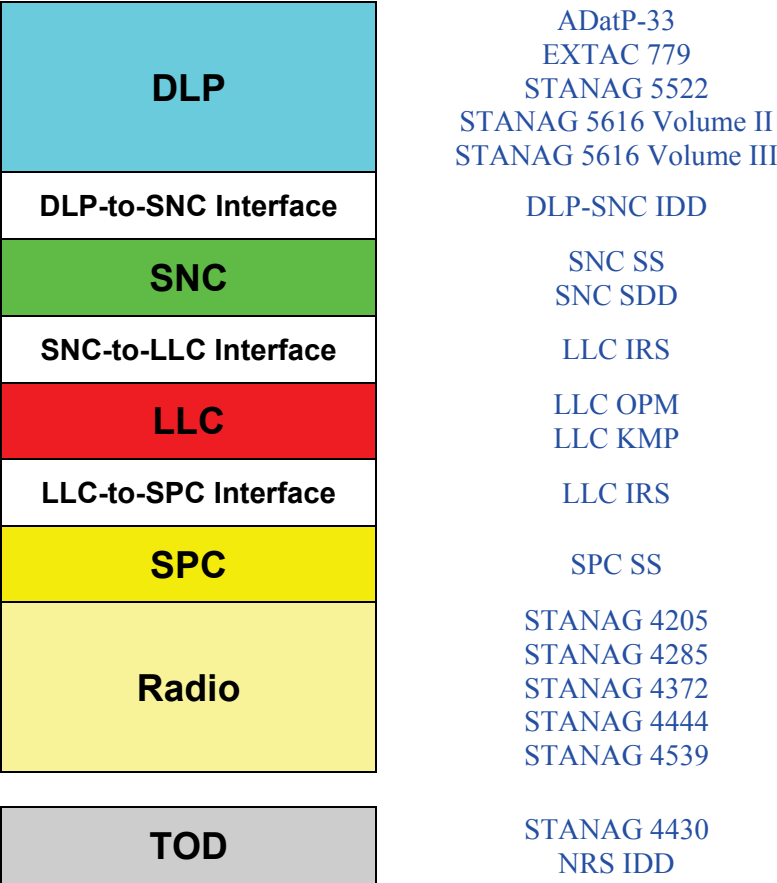 DLP
ADatP-33
EXTAC 779
STANAG 5522
STANAG 5616 Volume II
STANAG 5616 Volume III
DLP-to-SNC Interface
DLP-SNC IDD
SNC
SNC SS
SNC SDD
SNC-to-LLC Interface
LLC IRS
LLC
LLC OPM
LLC KMP
LLC-to-SPC Interface
LLC IRS
SPC
SPC SS
Radio
STANAG 4205
STANAG 4285
STANAG 4372
STANAG 4444
STANAG 4539
TOD
STANAG 4430
NRS IDD